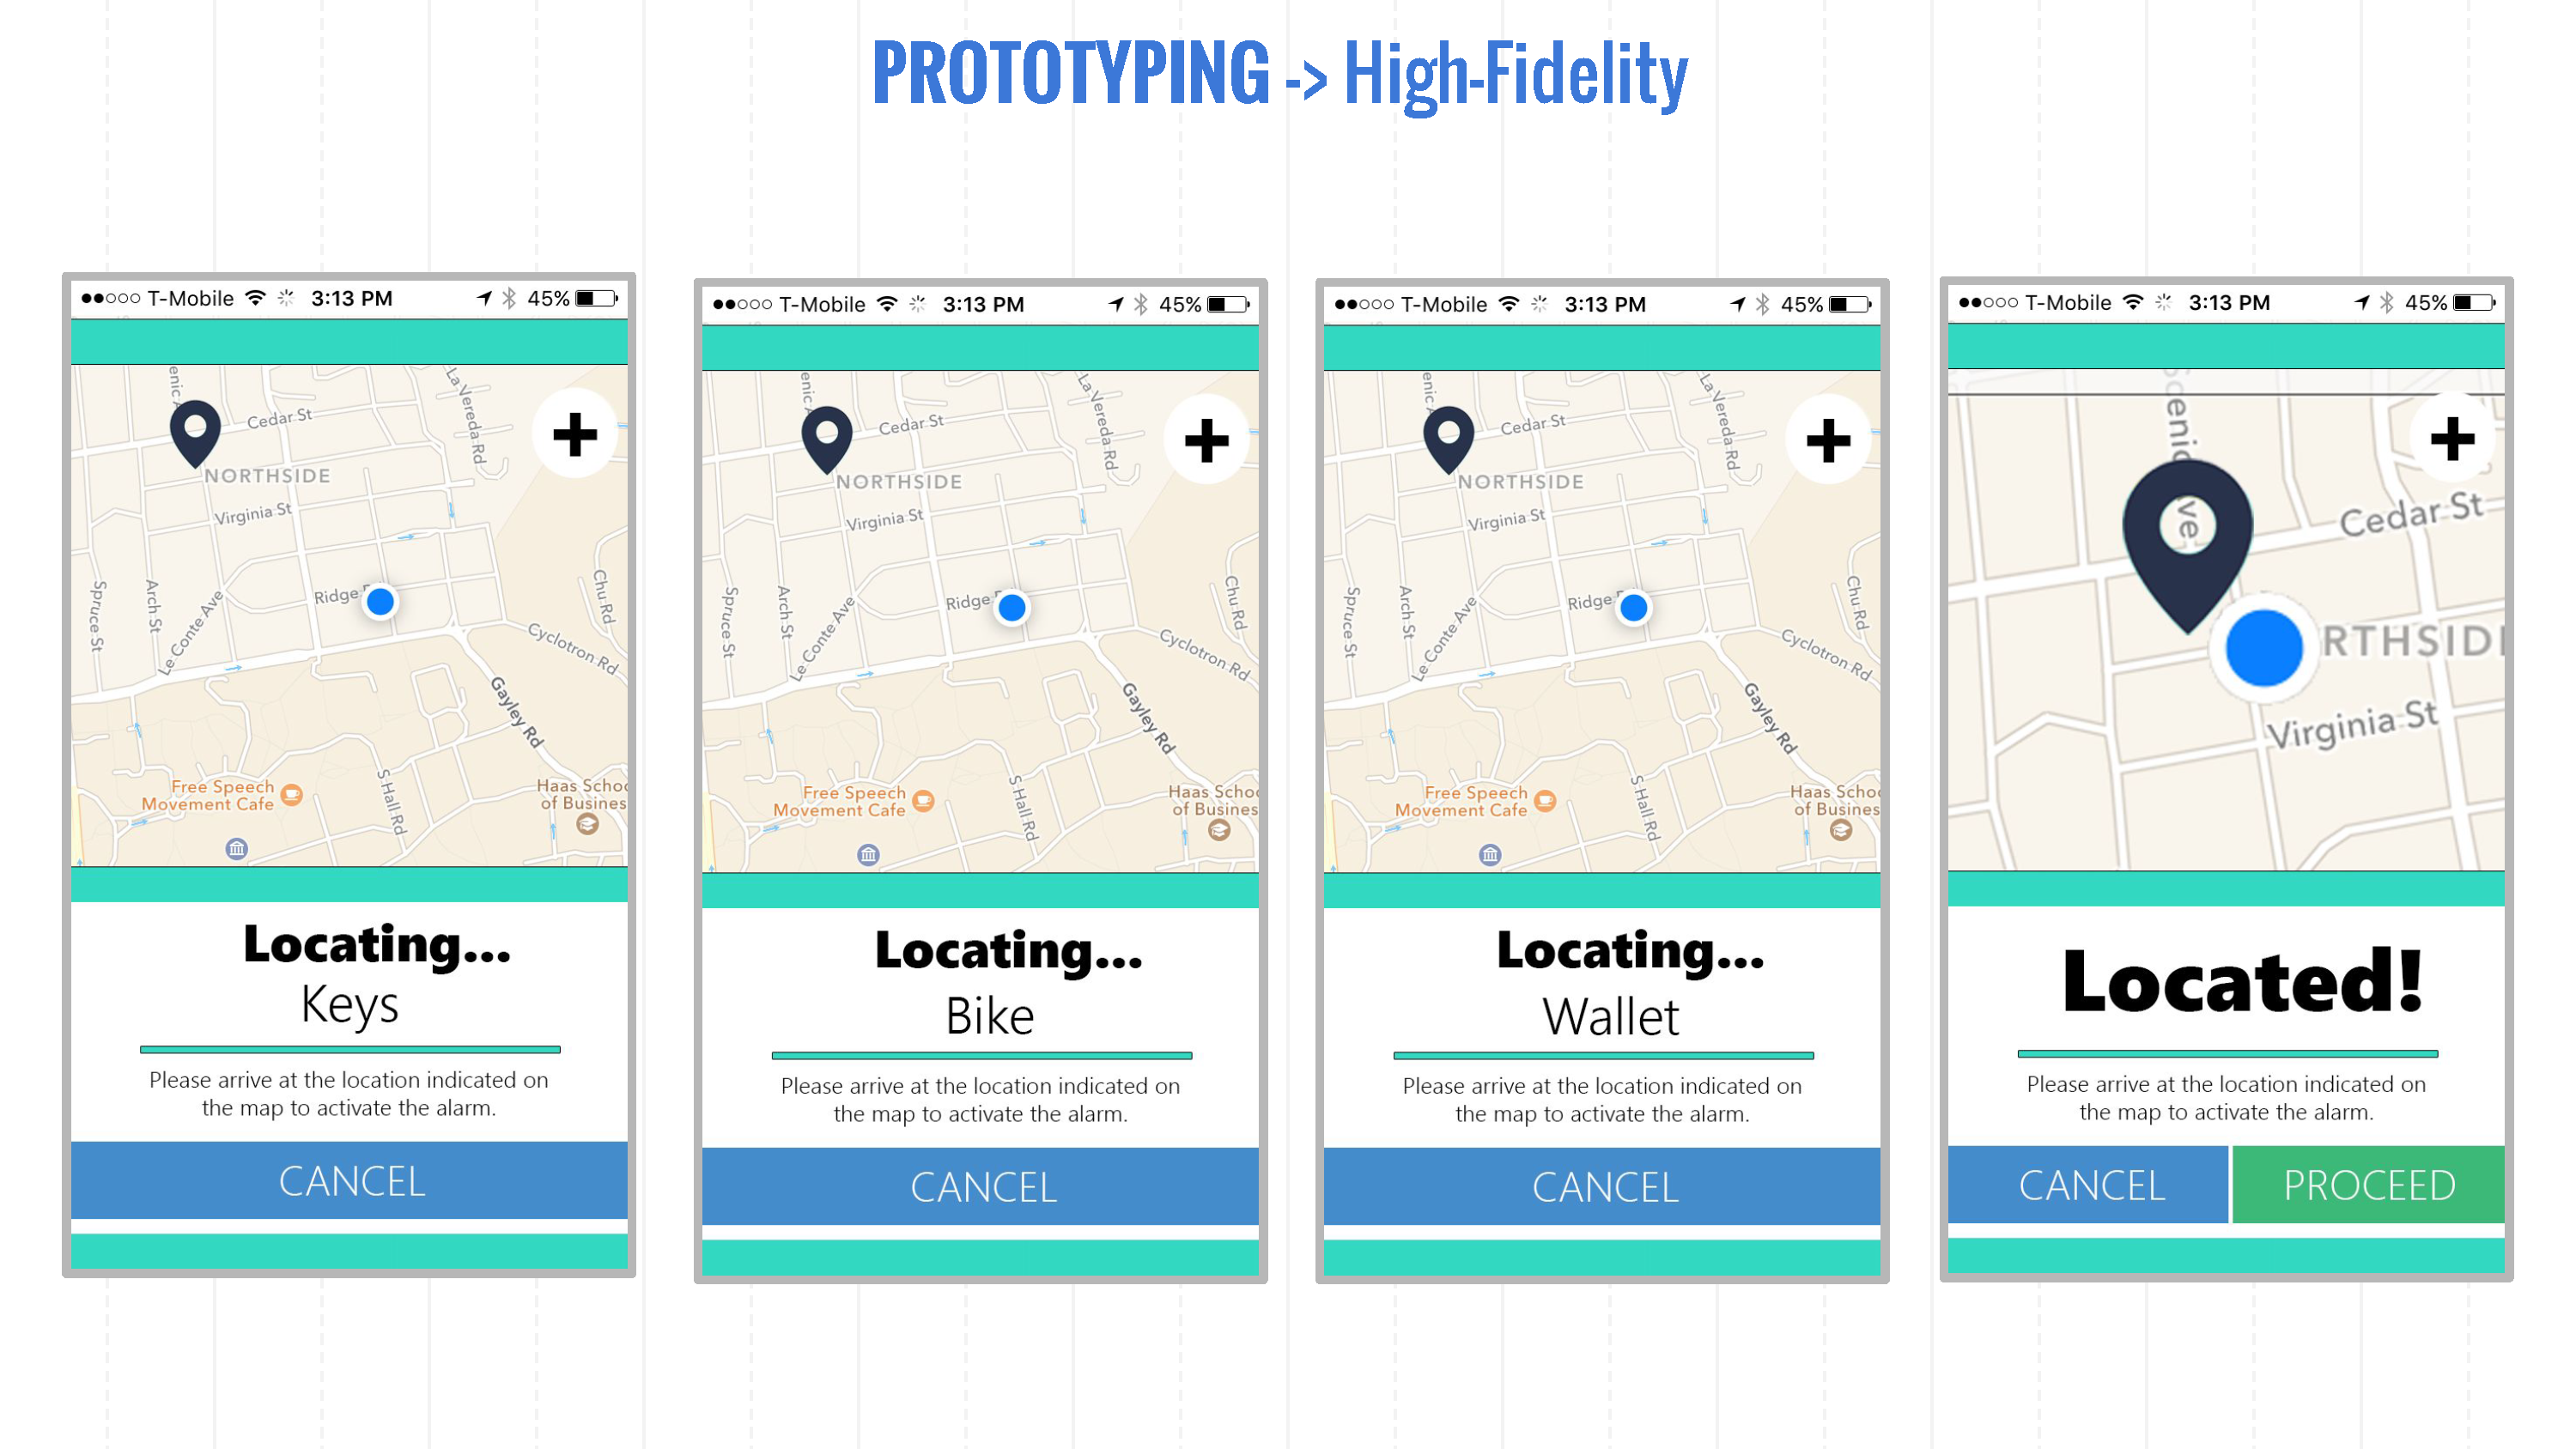 PROTOTYPING -> High-Fidelity
T-Mobile 3:13 PM 45%
enic A
La Vereda Rd
Cedar St
NORTHSIDE
Virginia St
Ridge
Spruce St
Arch St
Le Conte Ave
Chu Rd
Cyclotron Rd
Gayley Rd
Free Speech
Movement Cafe
S Hall Rd
Haas Schoo
of Busines
Locating...
Keys
Please arrive at the location indicated on
the map to activate the alarm.
CANCEL
T-Mobile 3:13 PM 45%
enic A
La Vereda Rd
Cedar St
NORTHSIDE
Virginia St
Ridge
Spruce St
Arch St
Le Conte Ave
Chu Rd
Cyclotron Rd
Gayley Rd
Free Speech
Movement Cafe
S Hall Rd
Haas Schoo
of Busines
Locating...
Bike
Please arrive at the location indicated on
the map to activate the alarm.
CANCEL
T-Mobile 3:13 PM 45%
enic A
La Vereda Rd
Cedar St
NORTHSIDE
Virginia St
Ridge
Spruce St
Arch St
Le Conte Ave
Chu Rd
Cyclotron Rd
Gayley Rd
Free Speech
Movement Cafe
S Hall Rd
Haas Schoo
of Busines
Locating...
Wallet
Please arrive at the location indicated on
the map to activate the alarm.
CANCEL
T-Mobile 3:13 PM 45%
Scenic
ve
Cedar St
RTHSIDE
Virginia St
Located!
Please arrive at the location indicated on
the map to activate the alarm.
CANCEL PROCEED